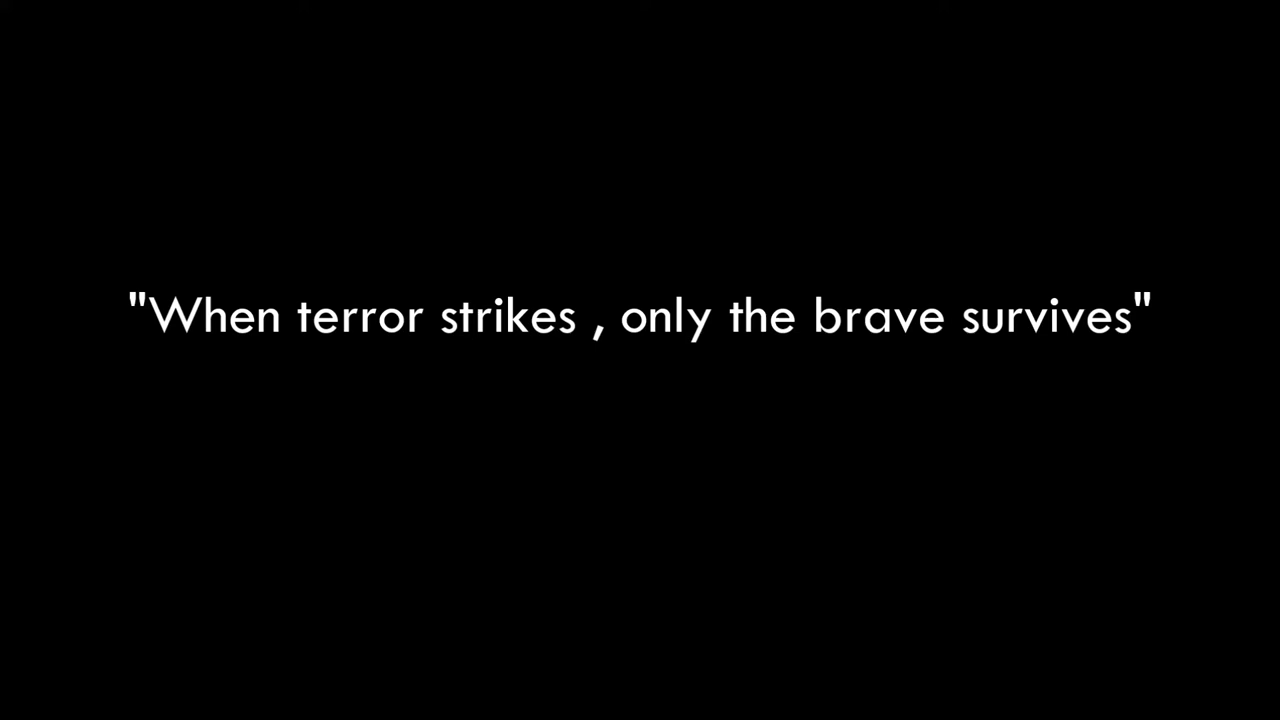 "When terror strikes , only the brave survives"